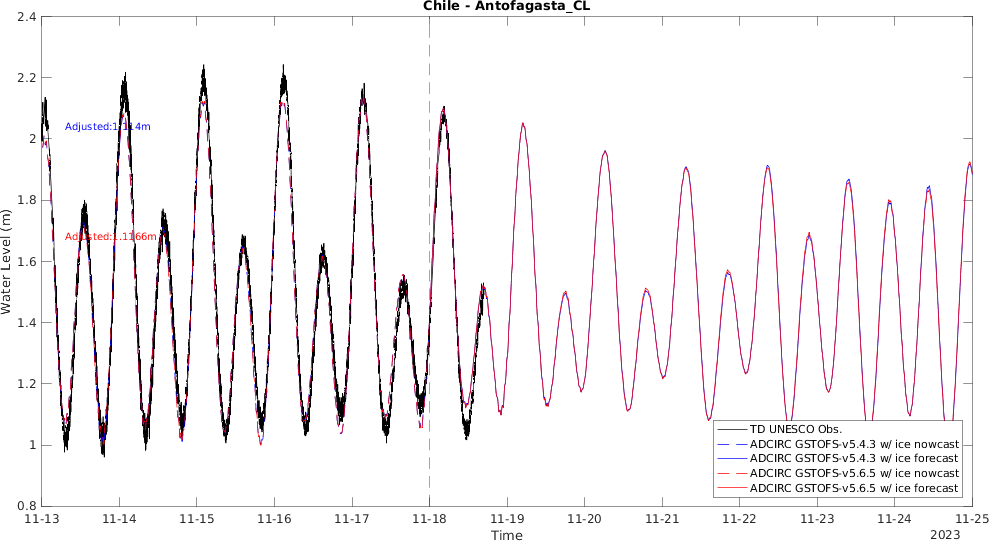 Chile - Antofagasta_CL
2.4
2.2
2
1.8
1.6
1.4
1.2
1
0.8
Water Level (m)
Adjusted:1.114m
Adjusted:1.1166m
TD UNESCO Obs.
ADCIRC GSTOFS-v5.4.3 w/ ice nowcast
ADCIRC GSTOFS-v5.4.3 w/ ice forecast
ADCIRC GSTOFS-v5.6.5 w/ ice nowcast
ADCIRC GSTOFS-v5.6.5 w/ ice forecast
11-13 11-14 11-15 11-16 11-17 11-18 11-19 11-20 11-21 11-22 11-23 11-24 11-25
Time
2023